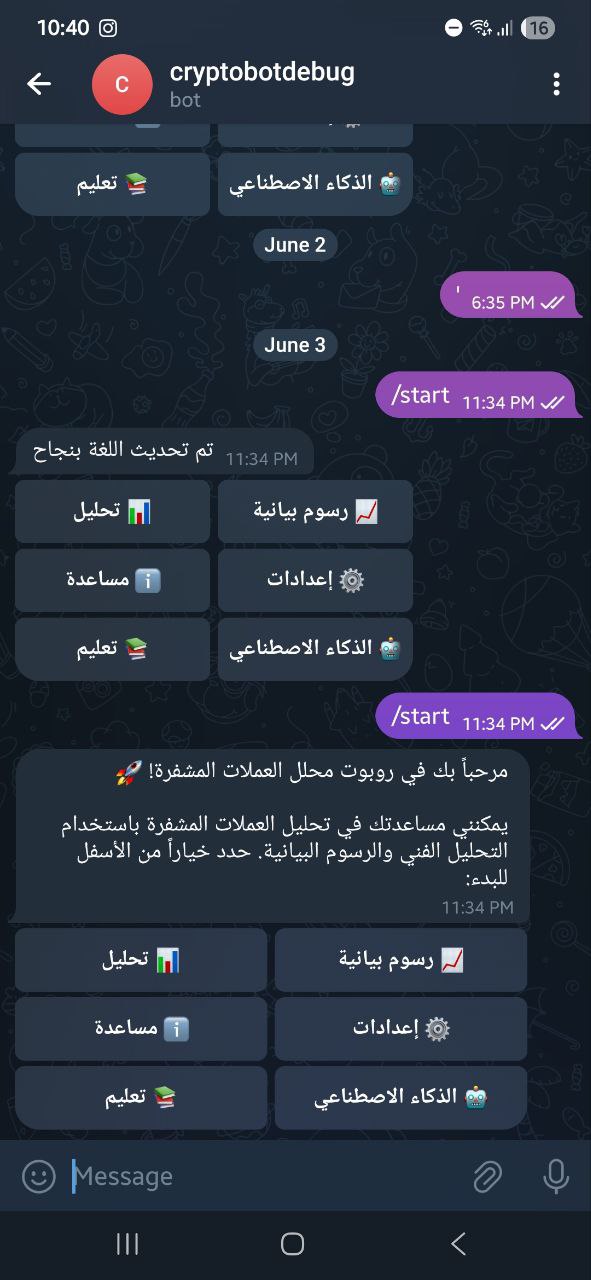 10:40
16
C
cryptobotdebug
bot
📚 تعليم
🤖 الذكاء الاصطناعي
June 2
' 6:35 PM
June 3
/start 11:34 PM
تم تحديث اللغة بنجاح 11:34 PM
📊 تحليل
📈 رسوم بيانية
ℹ️ مساعدة
⚙️ إعدادات
📚 تعليم
🤖 الذكاء الاصطناعي
/start 11:34 PM
مرحباً بك في روبوت محلل العملات المشفرة! 🚀
يمكنني مساعدتك في تحليل العملات المشفرة باستخدام
التحليل الفني والرسوم البيانية. حدد خياراً من الأسفل
للبدء:
11:34 PM
📊 تحليل
📈 رسوم بيانية
ℹ️ مساعدة
⚙️ إعدادات
📚 تعليم
🤖 الذكاء الاصطناعي
Message